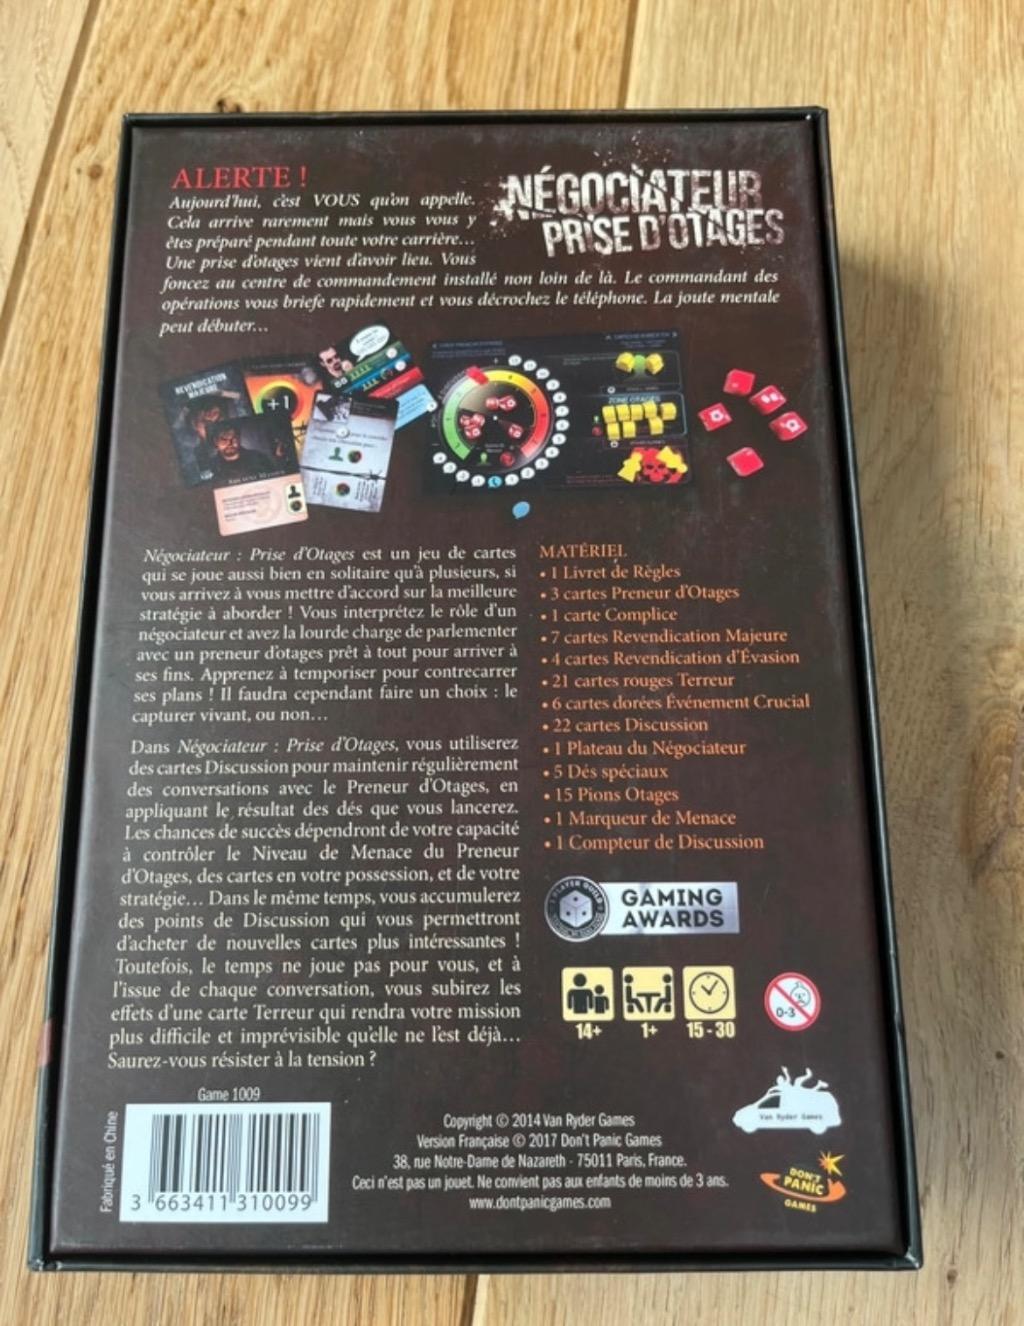 ALERTE !
Aujourd'hui, c'est VOUS qu'on appelle.
Cela arrive rarement mais vous vous y
êtes préparé pendant toute votre carrière...
Une prise d'otages vient d'avoir lieu. Vous
foncez au centre de commandement installé non loin de là. Le commandant des
opérations vous briefe rapidement et vous décrochez le téléphone. La joute mentale
peut débuter...
NÉGOCIATEUR
PRISE D'OTAGES
REVENDICATION
MAJEURE
+1
ZONE OTAGES
Négociateur : Prise d'Otages est un jeu de cartes
qui se joue aussi bien en solitaire qu'à plusieurs, si
vous arrivez à vous mettre d'accord sur la meilleure
stratégie à aborder ! Vous interprétez le rôle d'un
négociateur et avez la lourde charge de parlementer
avec un preneur d'otages prêt à tout pour arriver à
ses fins. Apprenez à temporiser pour contrecarrer
ses plans ! Il faudra cependant faire un choix : le
capturer vivant, ou non...
Dans Négociateur : Prise d'Otages, vous utiliserez
des cartes Discussion pour maintenir régulièrement
des conversations avec le Preneur d'Otages, en
appliquant le résultat des dés que vous lancerez.
Les chances de succès dépendront de votre capacité
à contrôler le Niveau de Menace du Preneur
d'Otages, des cartes en votre possession, et de votre
stratégie... Dans le même temps, vous accumulerez
des points de Discussion qui vous permettront
d'acheter de nouvelles cartes plus intéressantes !
Toutefois, le temps ne joue pas pour vous, et à
l'issue de chaque conversation, vous subirez les
effets d'une carte Terreur qui rendra votre mission
plus difficile et imprévisible qu'elle ne l'est déjà...
Saurez-vous résister à la tension ?
MATÉRIEL
• 1 Livret de Règles
• 3 cartes Preneur d'Otages
• 1 carte Complice
• 7 cartes Revendication Majeure
• 4 cartes Revendication d'Évasion
• 21 cartes rouges Terreur
• 6 cartes dorées Événement Crucial
• 22 cartes Discussion
• 1 Plateau du Négociateur
• 5 Dés spéciaux
• 15 Pions Otages
• 1 Marqueur de Menace
• 1 Compteur de Discussion
1 PLAYER GUILD
GAMING
AWARDS
14+
1+
15 - 30
0-3
Game 1009
Fabriqué en Chine
3 663411 310099
Copyright © 2014 Van Ryder Games
Version Française © 2017 Don't Panic Games
38, rue Notre-Dame de Nazareth - 75011 Paris, France.
Ceci n'est pas un jouet. Ne convient pas aux enfants de moins de 3 ans.
www.dontpanicgames.com
Van Ryder Games
DON'T
PANIC
GAMES